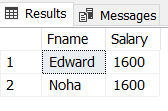 Results Messages
Fname Salary
1 Edward 1600
2 Noha 1600